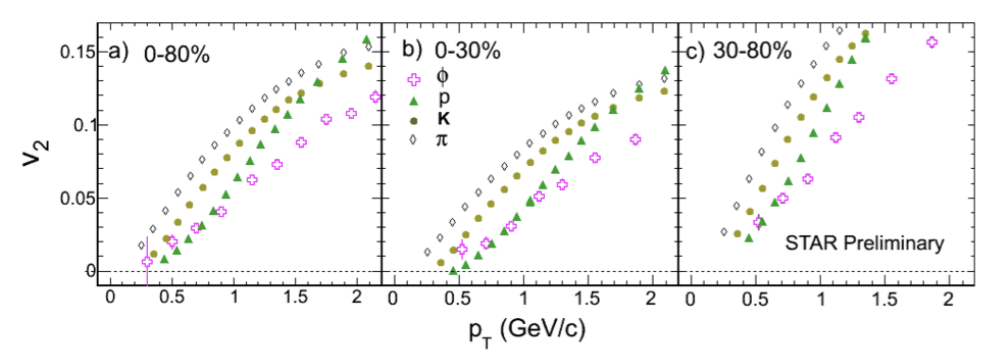 a) 0-80%
b) 0-30%
c) 30-80%
ϕ
p
K
π
STAR Preliminary
v₂
0.15
0.1
0.05
0
0 0.5 1 1.5 2
0 0.5 1 1.5 2
0 0.5 1 1.5 2
p_T (GeV/c)